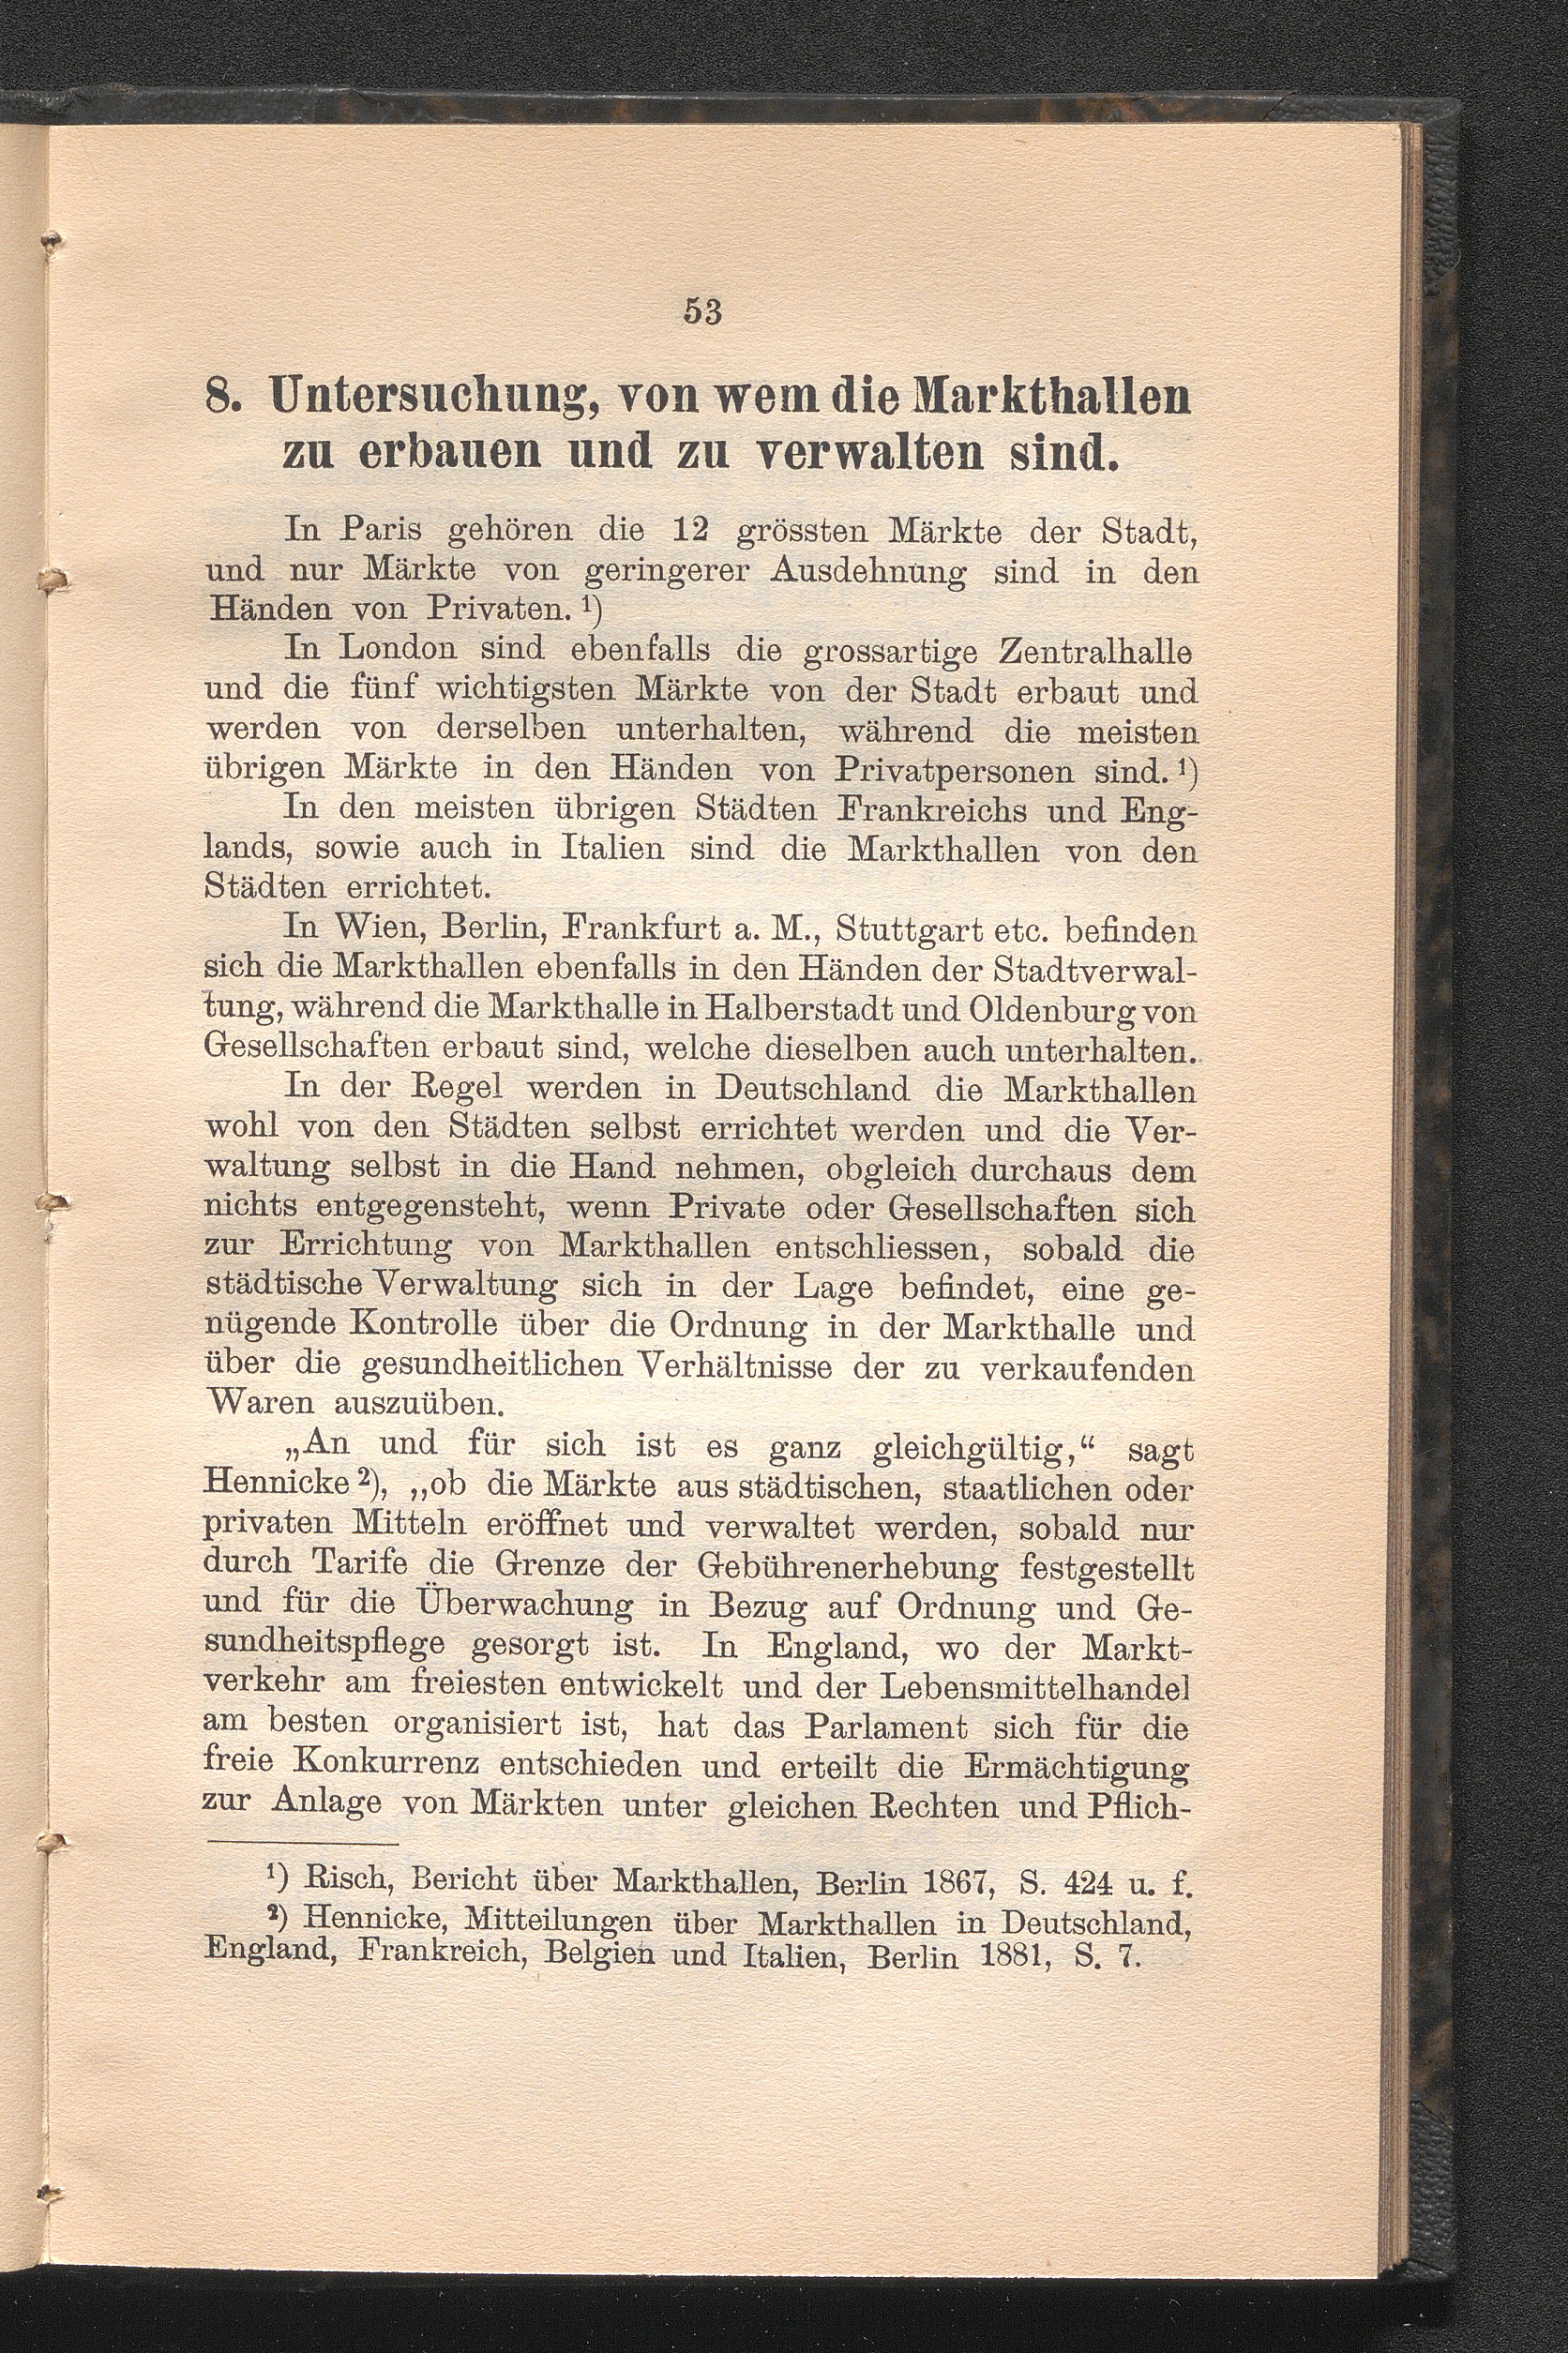 53
8. Untersuchung, von wem die Markthallen
zu erbauen und zu verwalten sind.
In Paris gehören die 12 grössten Märkte der Stadt,
und nur Märkte von geringerer Ausdehnung sind in den
Händen von Privaten. ¹)
In London sind ebenfalls die grossartige Zentralhalle
und die fünf wichtigsten Märkte von der Stadt erbaut und
werden von derselben unterhalten, während die meisten
übrigen Märkte in den Händen von Privatpersonen sind. ¹)
In den meisten übrigen Städten Frankreichs und Eng-
lands, sowie auch in Italien sind die Markthallen von den
Städten errichtet.
In Wien, Berlin, Frankfurt a. M., Stuttgart etc. befinden
sich die Markthallen ebenfalls in den Händen der Stadtverwal-
tung, während die Markthalle in Halberstadt und Oldenburg von
Gesellschaften erbaut sind, welche dieselben auch unterhalten.
In der Regel werden in Deutschland die Markthallen
wohl von den Städten selbst errichtet werden und die Ver-
waltung selbst in die Hand nehmen, obgleich durchaus dem
nichts entgegensteht, wenn Private oder Gesellschaften sich
zur Errichtung von Markthallen entschliessen, sobald die
städtische Verwaltung sich in der Lage befindet, eine ge-
nügende Kontrolle über die Ordnung in der Markthalle und
über die gesundheitlichen Verhältnisse der zu verkaufenden
Waren auszuüben.
„An und für sich ist es ganz gleichgültig,“ sagt
Hennicke ²), „ob die Märkte aus städtischen, staatlichen oder
privaten Mitteln eröffnet und verwaltet werden, sobald nur
durch Tarife die Grenze der Gebührenerhebung festgestellt
und für die Überwachung in Bezug auf Ordnung und Ge-
sundheitspflege gesorgt ist. In England, wo der Markt-
verkehr am freiesten entwickelt und der Lebensmittelhandel
am besten organisiert ist, hat das Parlament sich für die
freie Konkurrenz entschieden und erteilt die Ermächtigung
zur Anlage von Märkten unter gleichen Rechten und Pflich-
¹) Risch, Bericht über Markthallen, Berlin 1867, S. 424 u. f.
²) Hennicke, Mitteilungen über Markthallen in Deutschland,
England, Frankreich, Belgien und Italien, Berlin 1881, S. 7.